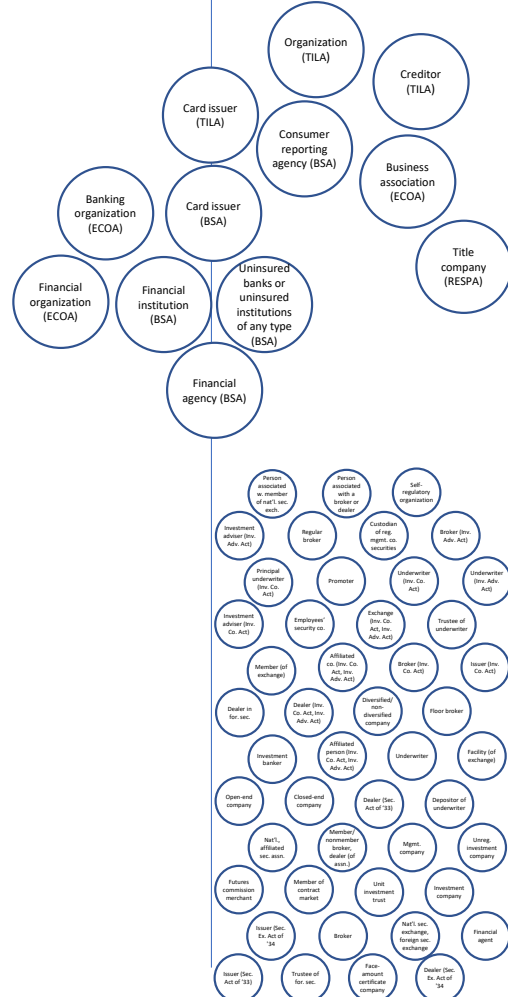 Organization
(TILA)
Creditor
(TILA)
Card issuer
(TILA)
Consumer
reporting
agency (BSA)
Business
association
(ECOA)
Banking
organization
(ECOA)
Card issuer
(BSA)
Title
company
(RESPA)
Financial
organization
(ECOA)
Financial
institution
(BSA)
Uninsured
banks or
uninsured
institutions
of any type
(BSA)
Financial
agency (BSA)
Person
associated
w. member
of nat'l. sec.
exch.
Person
associated
with a
broker or
dealer
Self-
regulatory
organization
Investment
adviser (Inv.
Adv. Act)
Regular
broker
Custodian
of reg.
mgmt. co.
securities
Broker (Inv.
Adv. Act)
Principal
underwriter
(Inv. Co.
Act)
Promoter
Underwriter
(Inv. Co.
Act)
Underwriter
(Inv. Adv.
Act)
Investment
adviser (Inv.
Co. Act)
Employees'
security co.
Exchange
(Inv. Co.
Act, Inv.
Adv. Act)
Trustee of
underwriter
Member (of
exchange)
Affiliated
co. (Inv. Co.
Act, Inv.
Adv. Act)
Broker (Inv.
Co. Act)
Issuer (Inv.
Co. Act)
Dealer in
for. sec.
Dealer (Inv.
Co. Act, Inv.
Adv. Act)
Diversified/
non-
diversified
company
Floor broker
Investment
banker
Affiliated
person (Inv.
Co. Act, Inv.
Adv. Act)
Underwriter
Facility (of
exchange)
Open-end
company
Closed-end
company
Dealer (Sec.
Act of '33)
Depositor of
underwriter
Nat'l.,
affiliated
sec. assn.
Member/
nonmember
broker,
dealer (of
assn.)
Mgmt.
company
Unreg.
investment
company
Futures
commission
merchant
Member of
contract
market
Unit
investment
trust
Investment
company
Issuer (Sec.
Ex. Act of
'34
Broker
Nat'l. sec.
exchange,
foreign sec.
exchange
Financial
agent
Issuer (Sec.
Act of '33)
Trustee of
for. sec.
Face-
amount
certificate
company
Dealer (Sec.
Ex. Act of
'34